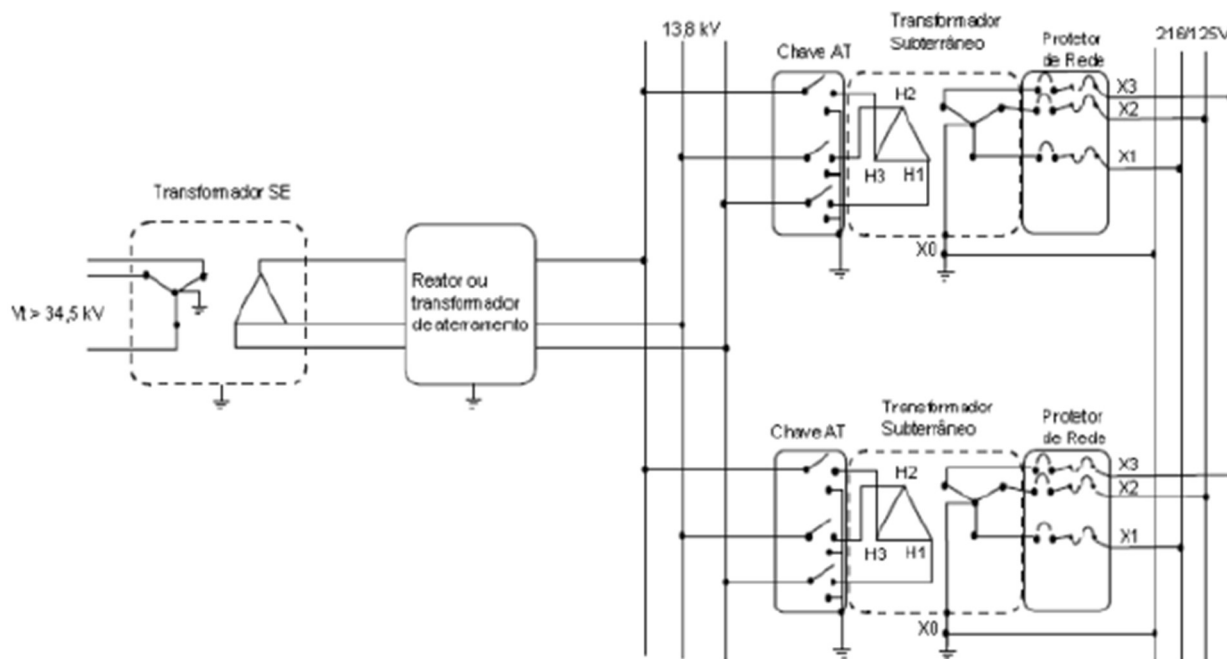 13,8 kV
Transformador
Subterrâneo
216/125V
Chave AT
Protetor
de Rede
H2
H3
H1
X3
X2
X1
X0
Transformador SE
Vt > 34,5 kV
Reator ou
transformador
de aterramento
Chave AT
Transformador
Subterrâneo
Protetor
de Rede
H2
H3
H1
X3
X2
X1
X0